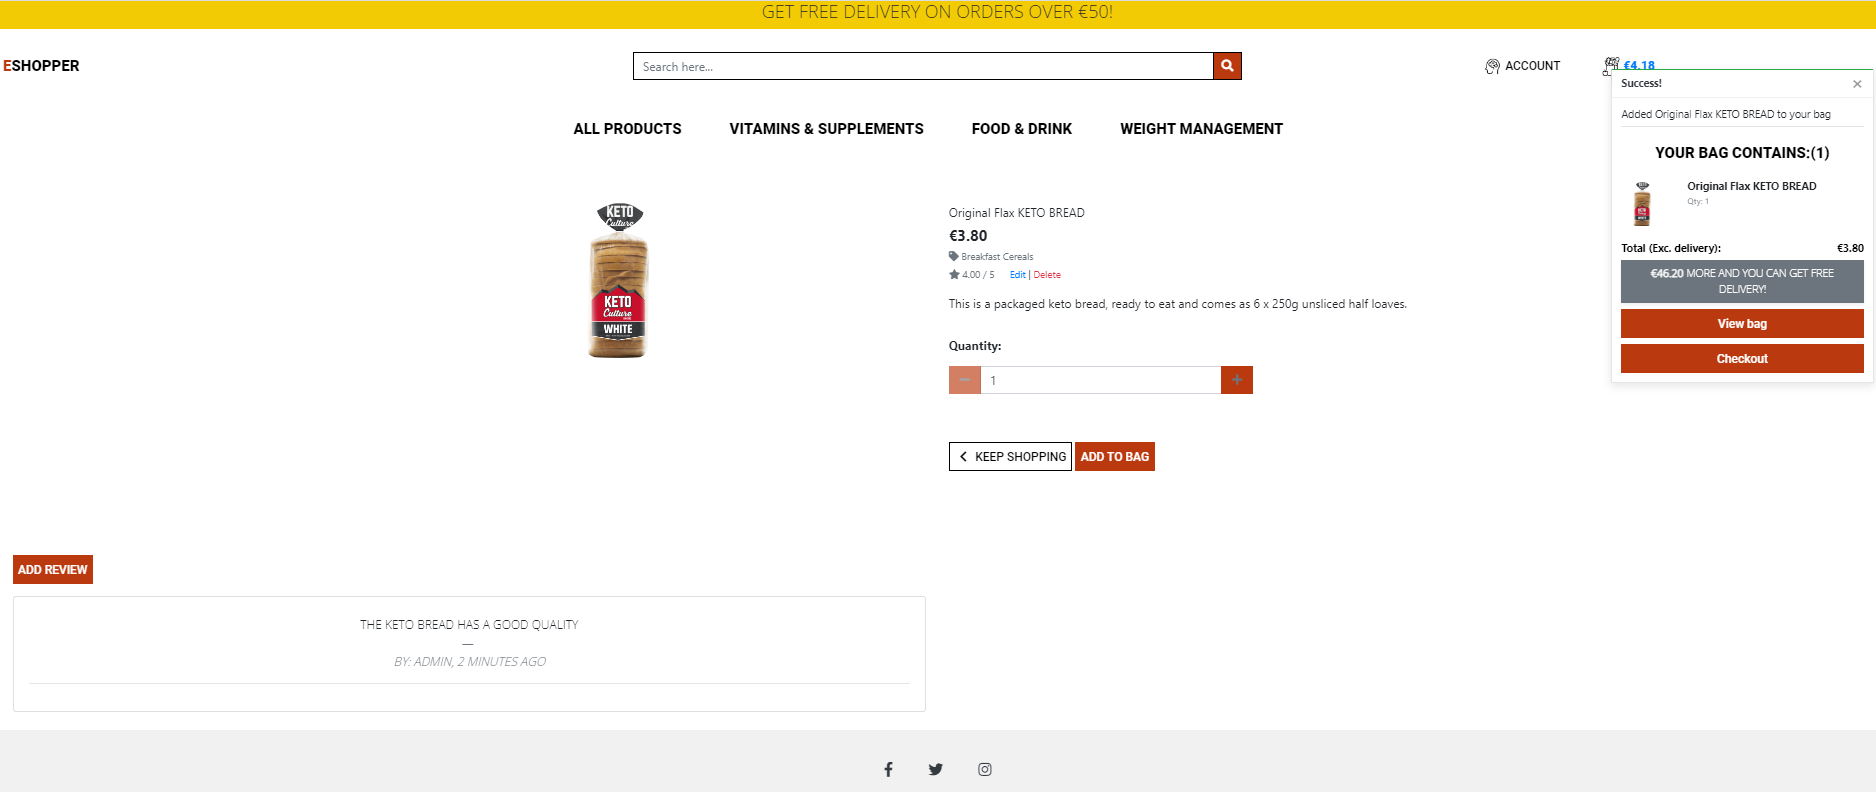 GET FREE DELIVERY ON ORDERS OVER €50!
ESHOPPER
Search here...
ACCOUNT
€4.18
ALL PRODUCTS
VITAMINS & SUPPLEMENTS
FOOD & DRINK
WEIGHT MANAGEMENT
Success!
×
Added Original Flax KETO BREAD to your bag
YOUR BAG CONTAINS:(1)
Original Flax KETO BREAD
Qty: 1
Total (Exc. delivery):
€3.80
€46.20 MORE AND YOU CAN GET FREE
DELIVERY!
View bag
Checkout
KETO
Culture
KETO
Culture
WHITE
Original Flax KETO BREAD
€3.80
Breakfast Cereals
4.00 / 5 Edit | Delete
This is a packaged keto bread, ready to eat and comes as 6 x 250g unsliced half loaves.
Quantity:
1
KEEP SHOPPING
ADD TO BAG
ADD REVIEW
THE KETO BREAD HAS A GOOD QUALITY
—
BY: ADMIN, 2 MINUTES AGO